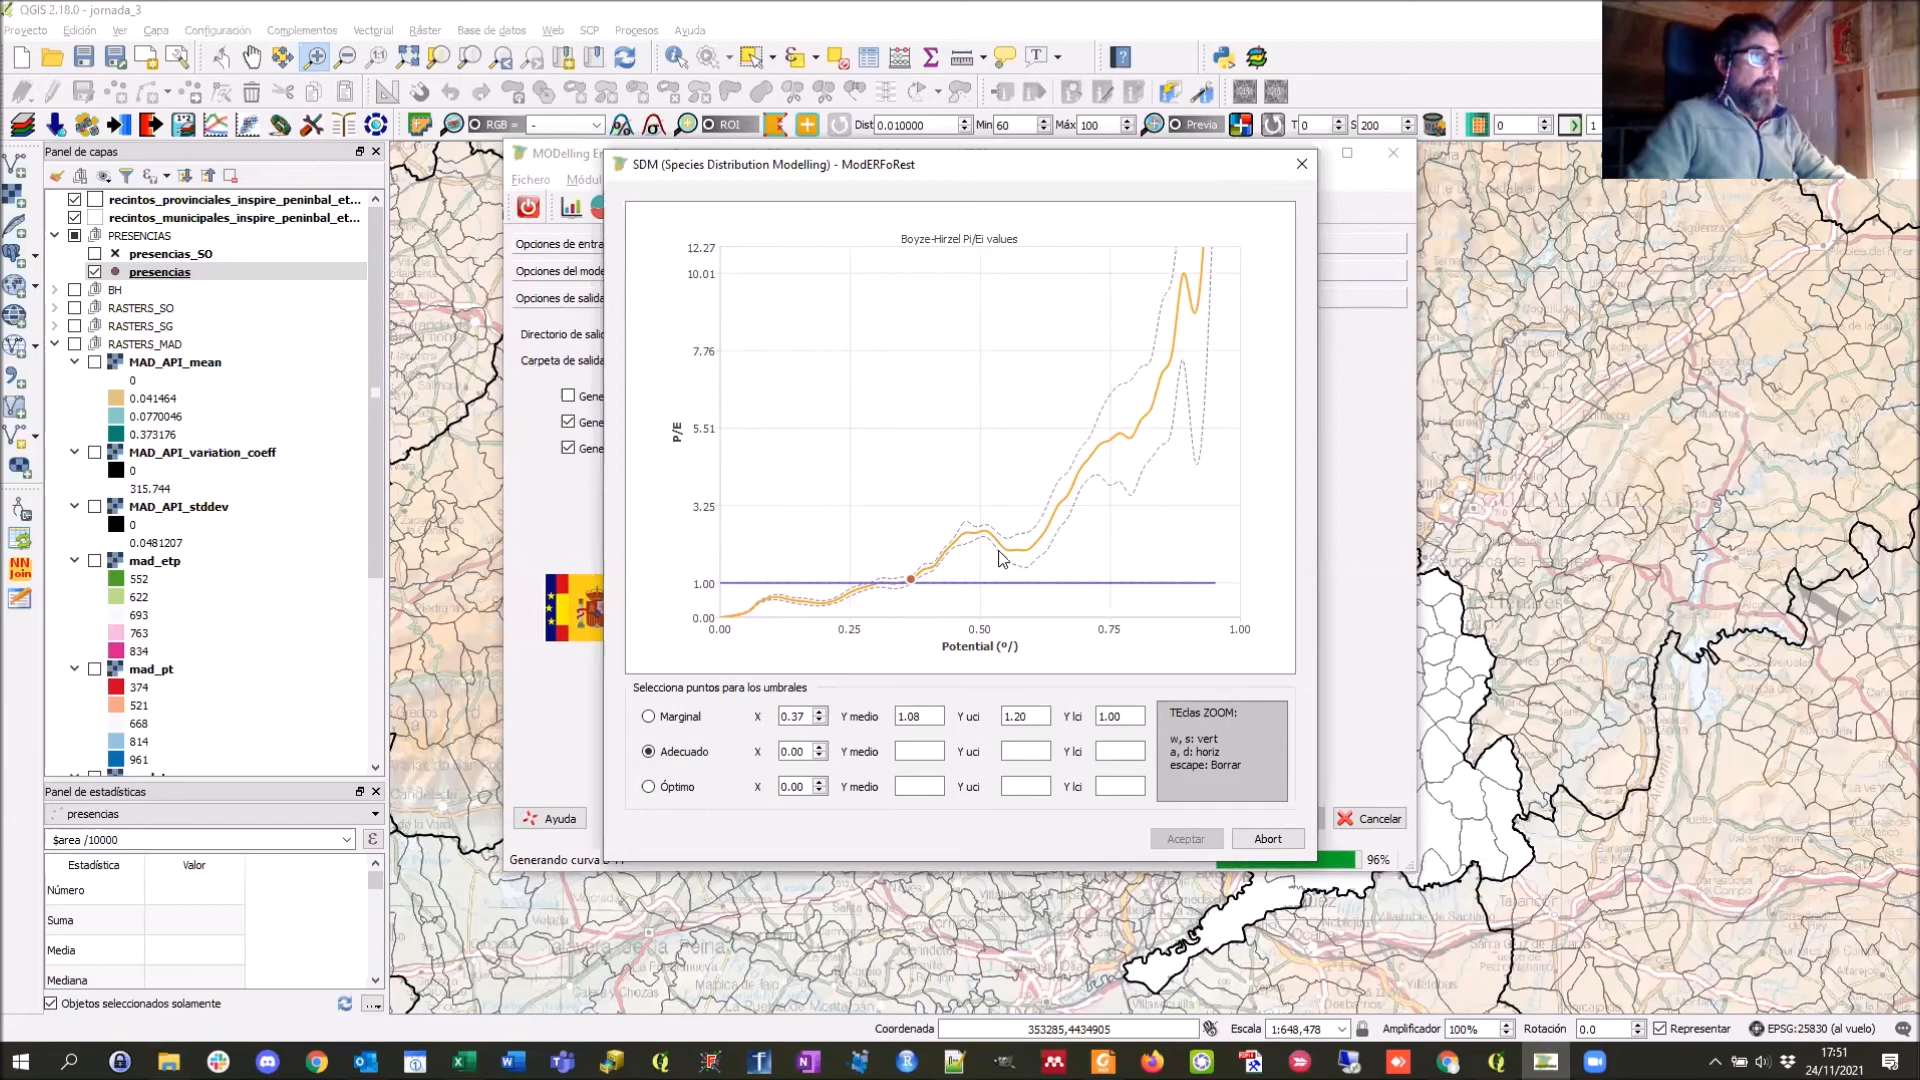 QGIS 2.18.0 - jornada_3
Proyecto Edición Ver Capa Configuración Complementos Vectorial Ráster Base de datos Web SCP Procesos Ayuda
RGB = - ROI Dist 0.010000 Min 60 Máx 100 Previa T 0 S 200 0 1
Panel de capas
recintos_provinciales_inspire_peninbal_et...
recintos_municipales_inspire_peninbal_et...
PRESENCIAS
presencias_SO
presencias
BH
RASTERS_SO
RASTERS_SG
RASTERS_MAD
MAD_API_mean
0
0.041464
0.0770046
0.373176
MAD_API_variation_coeff
0
315.744
MAD_API_stddev
0
0.0481207
mad_etp
552
622
693
763
834
mad_pt
374
521
668
814
961
NN
Join
Panel de estadísticas
presencias
$area /10000
Estadística Valor
Número
Suma
Media
Mediana
Objetos seleccionados solamente
Fichero
Opciones de entra
Opciones del mode
Opciones de salida
Directorio de salid
Carpeta de salida
Gene
Gene
Gene
Ayuda
Cancelar
96%
SDM (Species Distribution Modelling) - ModERFoRest
Boyze-Hirzel Pi/Ei values
12.27
10.01
7.76
5.51
3.25
1.00
0.00
P/E
0.00 0.25 0.50 0.75 1.00
Potential (º/)
Selecciona puntos para los umbrales
Marginal X 0.37 Y medio 1.08 Y uci 1.20 Y lci 1.00
Adecuado X 0.00 Y medio Y uci Y lci
Óptimo X 0.00 Y medio Y uci Y lci
TEclas ZOOM:
w, s: vert
a, d: horiz
escape: Borrar
Aceptar Abort
Coordenada 353285,4434905 Escala 1:648,478 Amplificador 100% Rotación 0.0 Representar EPSG:25830 (al vuelo)
17:51
24/11/2021